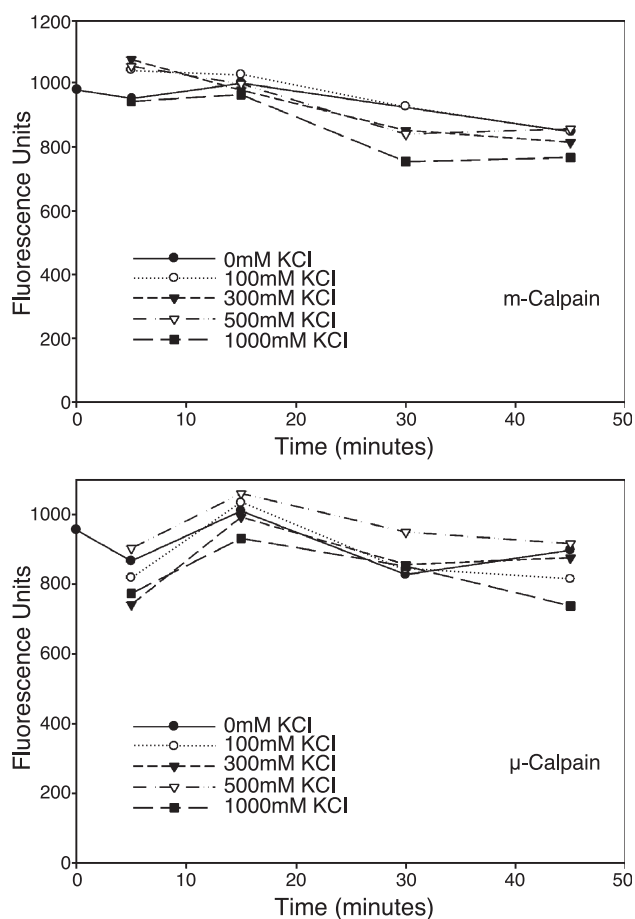 1200
1000
800
600
400
200
0
Fluorescence Units
0mM KCl
100mM KCl
300mM KCl
500mM KCl
1000mM KCl
m-Calpain
0 10 20 30 40 50
Time (minutes)
1000
800
600
400
200
0
Fluorescence Units
0mM KCl
100mM KCl
300mM KCl
500mM KCl
1000mM KCl
μ-Calpain
0 10 20 30 40 50
Time (minutes)